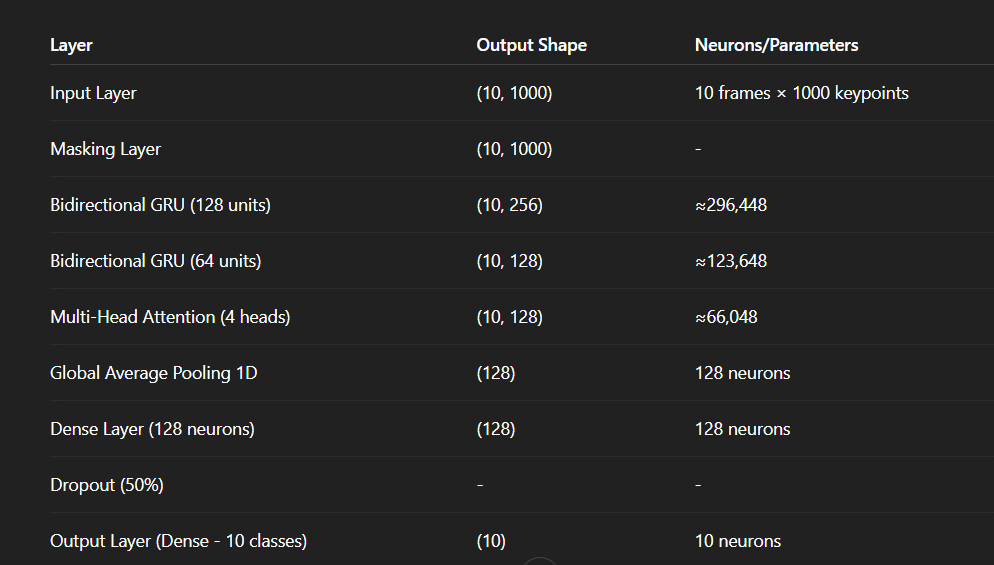 Layer Output Shape Neurons/Parameters
Input Layer (10, 1000) 10 frames × 1000 keypoints
Masking Layer (10, 1000) -
Bidirectional GRU (128 units) (10, 256) ≈296,448
Bidirectional GRU (64 units) (10, 128) ≈123,648
Multi-Head Attention (4 heads) (10, 128) ≈66,048
Global Average Pooling 1D (128) 128 neurons
Dense Layer (128 neurons) (128) 128 neurons
Dropout (50%) - -
Output Layer (Dense - 10 classes) (10) 10 neurons